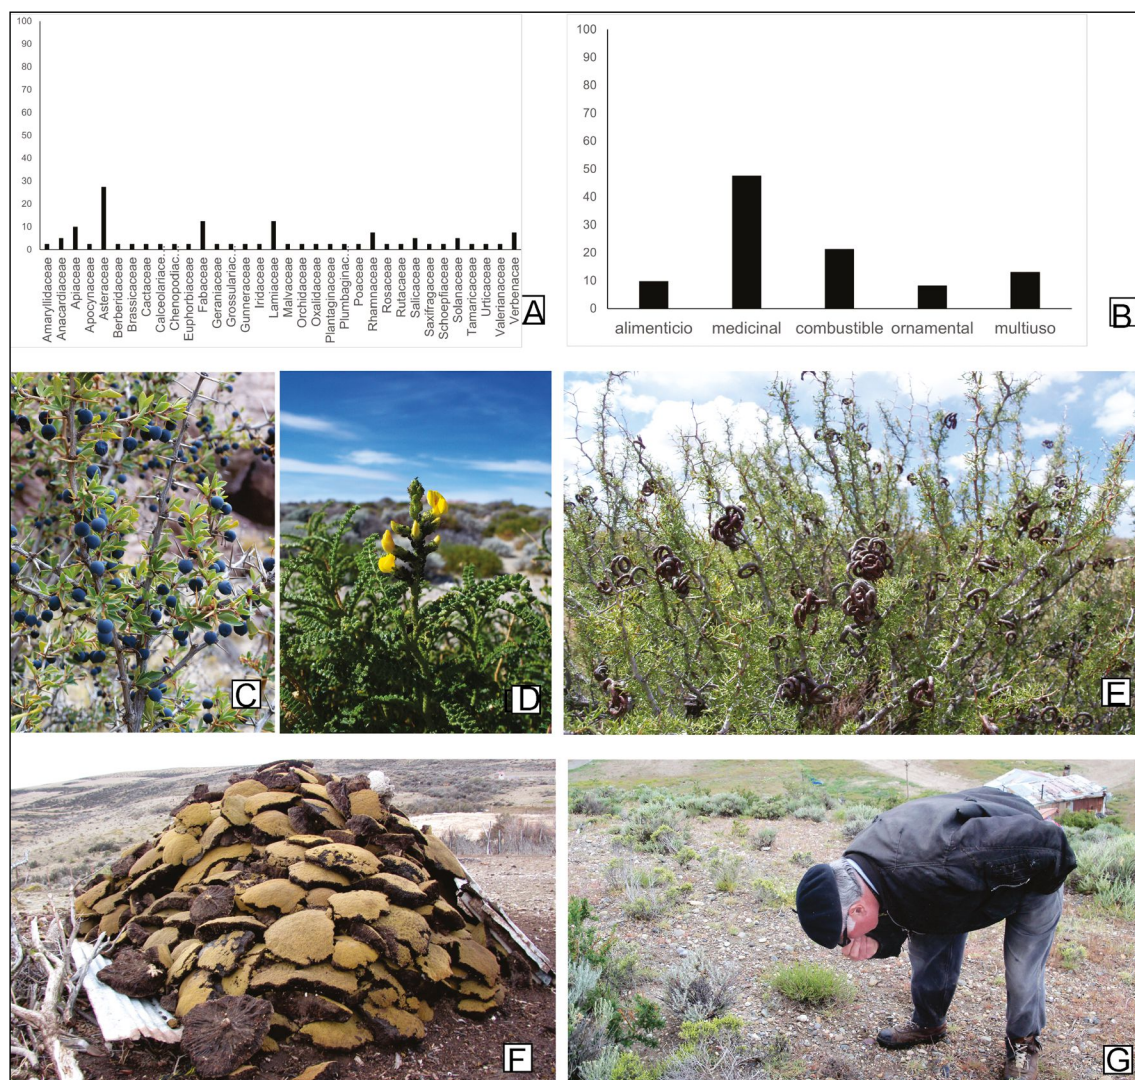 100
90
80
70
60
50
40
30
20
10
0
Amaryllidaceae
Anacardiaceae
Apiaceae
Apocynaceae
Asteraceae
Berberidaceae
Brassicaceae
Cactaceae
Calceolariace..
Chenopodiac..
Euphorbiaceae
Fabaceae
Geraniaceae
Grossulariac..
Gunneraceae
Iridaceae
Lamiaceae
Malvaceae
Orchidaceae
Oxalidaceae
Plantaginaceae
Plumbaginac..
Poaceae
Rhamnaceae
Rosaceae
Rutaceae
Salicaceae
Saxifragaceae
Schoepfiaceae
Solanaceae
Tamaricaceae
Urticaceae
Valerianaceae
Verbenacae
A
100
90
80
70
60
50
40
30
20
10
0
alimenticio medicinal combustible ornamental multiuso
B
C
D
E
F
G